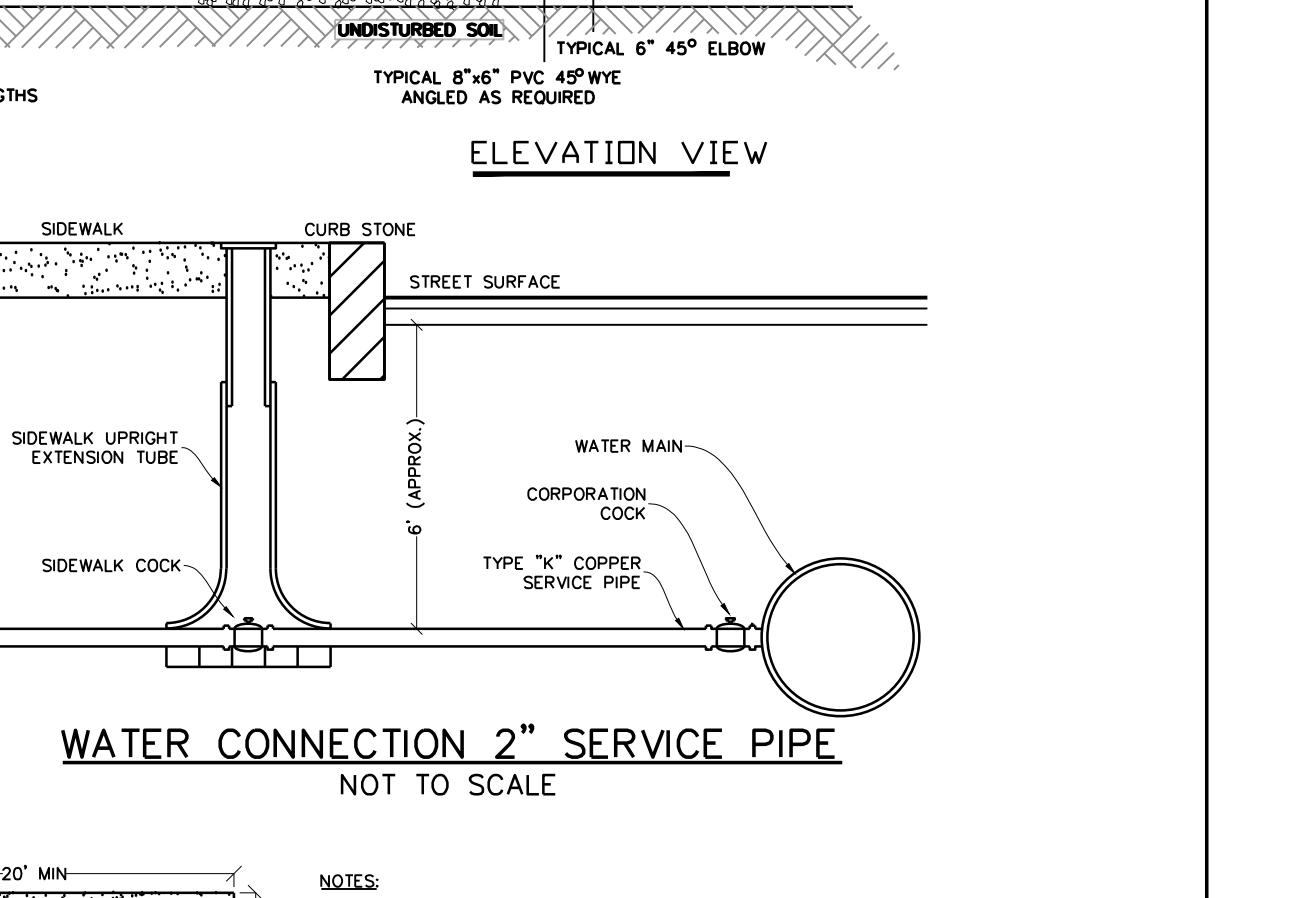 UNDISTURBED SOIL
TYPICAL 6" 45° ELBOW
TYPICAL 8"x6" PVC 45° WYE
ANGLED AS REQUIRED
GTHS
ELEVATION VIEW
SIDEWALK
CURB STONE
STREET SURFACE
SIDEWALK UPRIGHT
EXTENSION TUBE
6' (APPROX.)
WATER MAIN
CORPORATION
COCK
TYPE "K" COPPER
SERVICE PIPE
SIDEWALK COCK
WATER CONNECTION 2" SERVICE PIPE
NOT TO SCALE
20' MIN
NOTES: